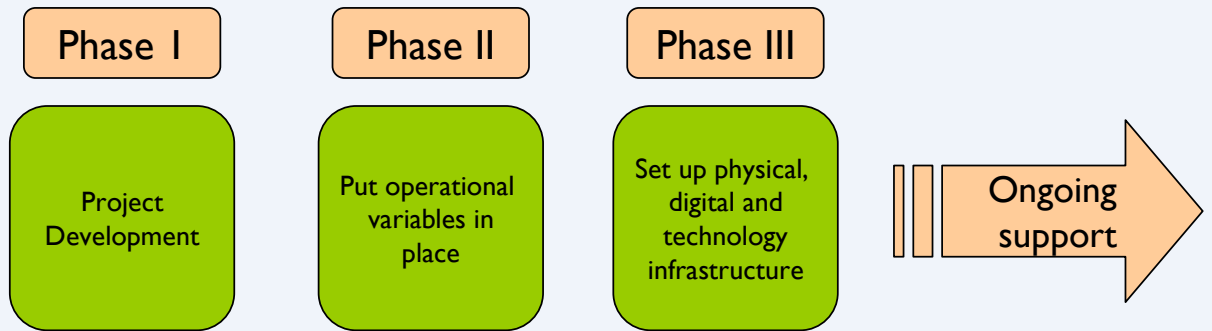 Phase I
Phase II
Phase III
Project
Development
Put operational
variables in
place
Set up physical,
digital and
technology
infrastructure
Ongoing
support